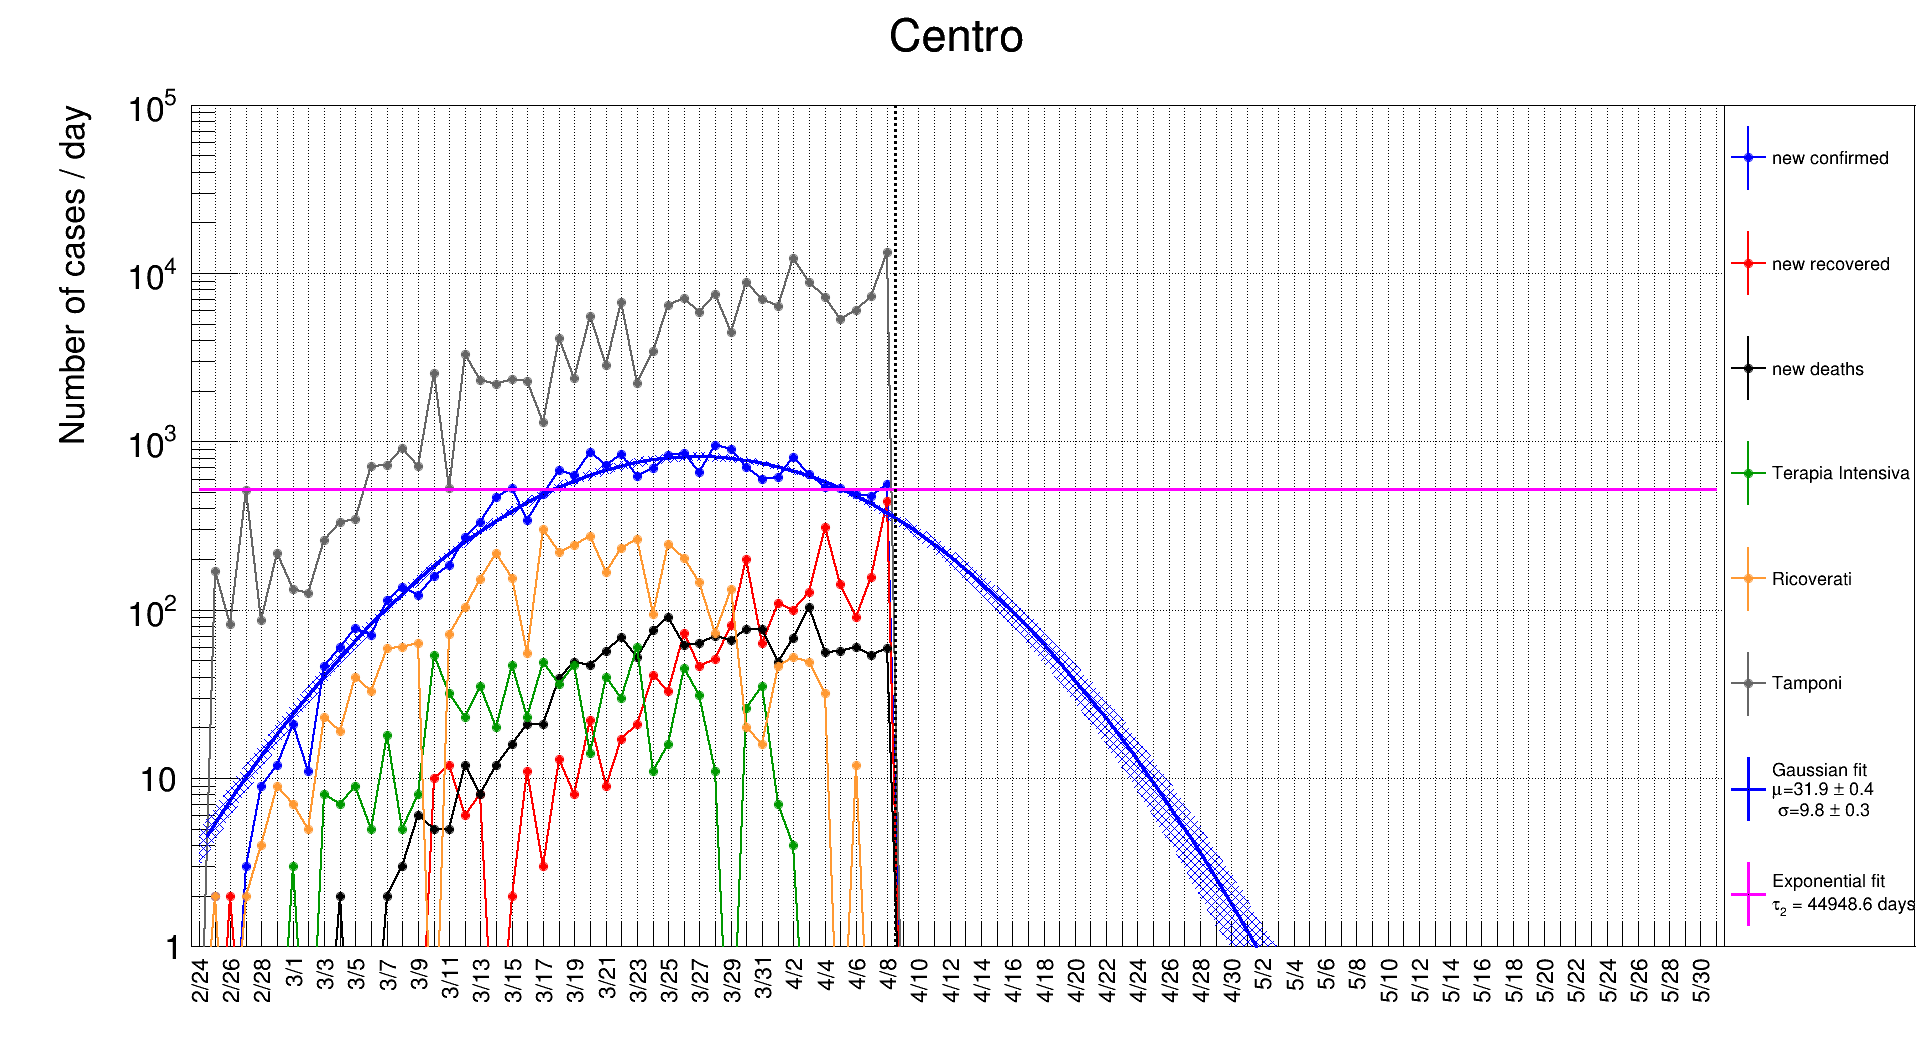 Centro
Number of cases / day
10^5
10^4
10^3
10^2
10
1
2/24 2/26 2/28 3/1 3/3 3/5 3/7 3/9 3/11 3/13 3/15 3/17 3/19 3/21 3/23 3/25 3/27 3/29 3/31 4/2 4/4 4/6 4/8 4/10 4/12 4/14 4/16 4/18 4/20 4/22 4/24 4/26 4/28 4/30 5/2 5/4 5/6 5/8 5/10 5/12 5/14 5/16 5/18 5/20 5/22 5/24 5/26 5/28 5/30
new confirmed
new recovered
new deaths
Terapia Intensiva
Ricoverati
Tamponi
Gaussian fit
μ=31.9 ± 0.4
σ=9.8 ± 0.3
Exponential fit
τ₂ = 44948.6 days